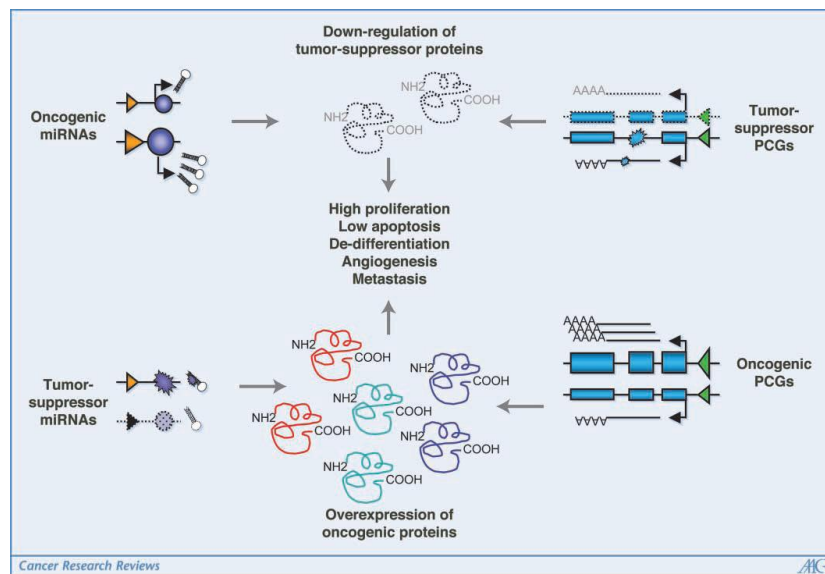 Down-regulation of
tumor-suppressor proteins
Oncogenic
miRNAs
NH2
COOH
NH2
COOH
AAAA
Tumor-
suppressor
PCGs
AAAA
High proliferation
Low apoptosis
De-differentiation
Angiogenesis
Metastasis
Tumor-
suppressor
miRNAs
NH2
COOH
NH2
COOH
NH2
COOH
NH2
COOH
NH2
COOH
NH2
COOH
AAAA
AAAA
AAAA
Oncogenic
PCGs
AAAA
Overexpression of
oncogenic proteins
Cancer Research Reviews